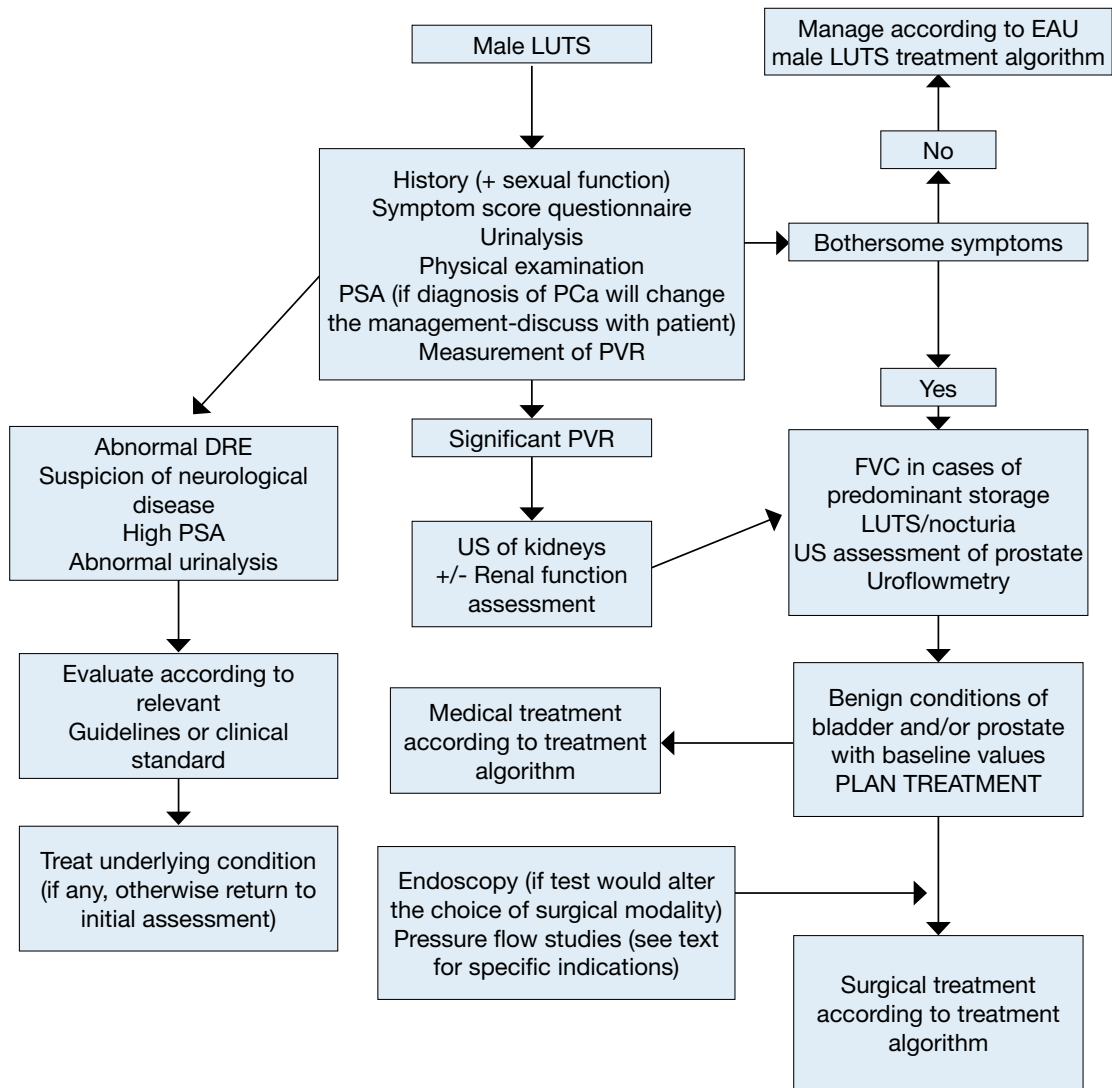 Male LUTS
Manage according to EAU
male LUTS treatment algorithm
No
History (+ sexual function)
Symptom score questionnaire
Urinalysis
Physical examination
PSA (if diagnosis of PCa will change
the management-discuss with patient)
Measurement of PVR
Bothersome symptoms
Yes
Abnormal DRE
Suspicion of neurological
disease
High PSA
Abnormal urinalysis
Significant PVR
US of kidneys
+/- Renal function
assessment
FVC in cases of
predominant storage
LUTS/nocturia
US assessment of prostate
Uroflowmetry
Evaluate according to
relevant
Guidelines or clinical
standard
Medical treatment
according to treatment
algorithm
Benign conditions of
bladder and/or prostate
with baseline values
PLAN TREATMENT
Treat underlying condition
(if any, otherwise return to
initial assessment)
Endoscopy (if test would alter
the choice of surgical modality)
Pressure flow studies (see text
for specific indications)
Surgical treatment
according to treatment
algorithm